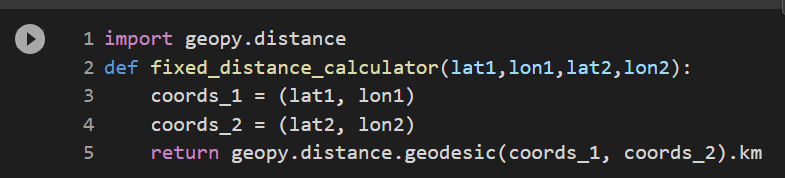 1 import geopy.distance
2 def fixed_distance_calculator(lat1,lon1,lat2,lon2):
3     coords_1 = (lat1, lon1)
4     coords_2 = (lat2, lon2)
5     return geopy.distance.geodesic(coords_1, coords_2).km